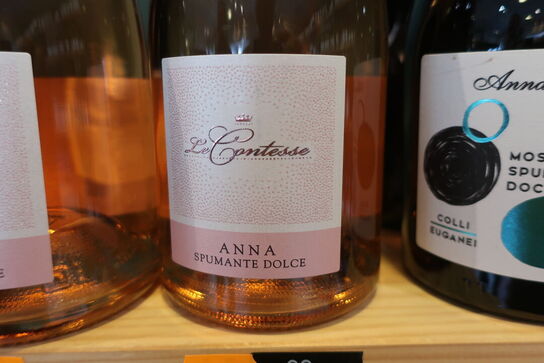 Le Contesse
ANNA
SPUMANTE DOLCE
Anna
MOS
SPU
DOC
COLLI
EUGANEI